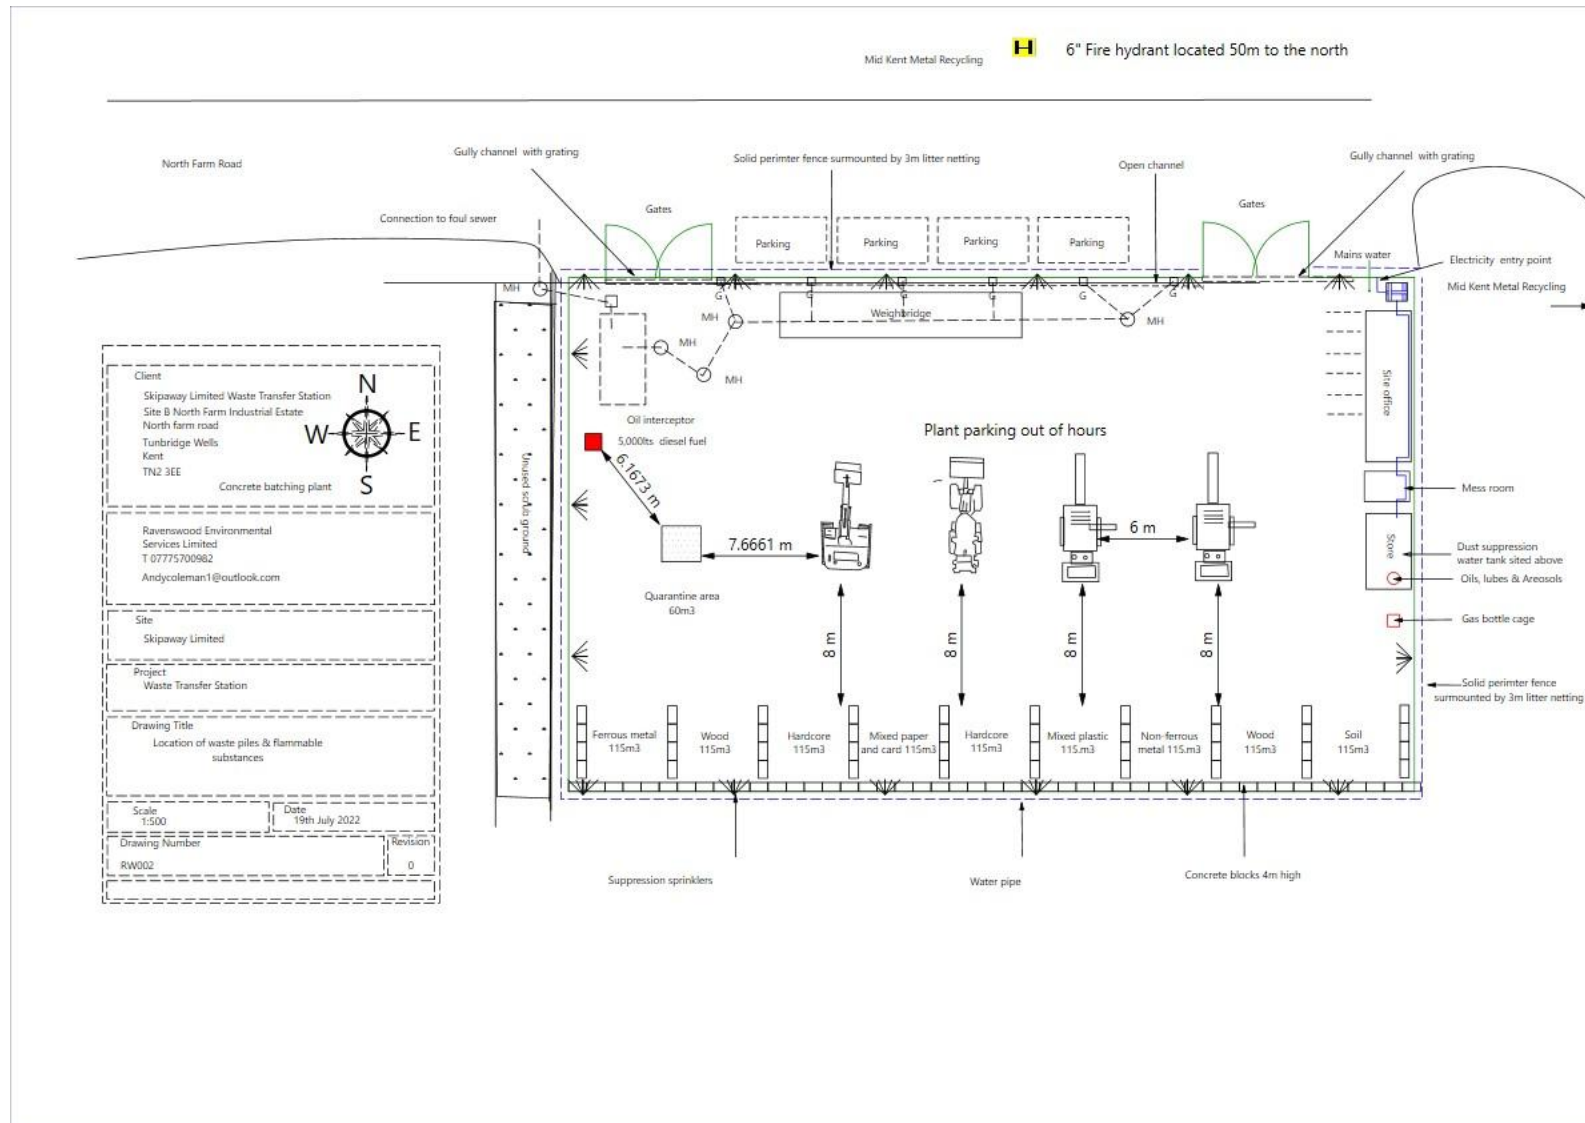 Mid Kent Metal Recycling
H
6" Fire hydrant located 50m to the north
North Farm Road
Gully channel with grating
Solid perimter fence surmounted by 3m litter netting
Open channel
Gully channel with grating
Connection to foul sewer
Gates
Parking
Parking
Parking
Parking
Gates
Mains water
Electricity entry point
Mid Kent Metal Recycling
MH
G
G
G
G
G
G
MH
Weighbridge
MH
MH
MH
Site office
Client
Skipaway Limited Waste Transfer Station
Site B North Farm Industrial Estate
North farm road
Tunbridge Wells
Kent
TN2 3EE
Concrete batching plant
N
W
E
S
Oil interceptor
5,000lts diesel fuel
6.1673 m
Plant parking out of hours
Unused scrub ground
7.6661 m
6 m
Mess room
Store
Dust suppression
water tank sited above
Oils, lubes & Areosols
Gas bottle cage
Quarantine area
60m3
8 m
8 m
8 m
8 m
Solid perimter fence
surmounted by 3m litter netting
Ravenswood Environmental
Services Limited
T 07775700982
Andycoleman1@outlook.com
Site
Skipaway Limited
Project
Waste Transfer Station
Drawing Title
Location of waste piles & flammable
substances
Scale
1:500
Date
19th July 2022
Drawing Number
RW002
Revision
0
Ferrous metal
115m3
Wood
115m3
Hardcore
115m3
Mixed paper
and card 115m3
Hardcore
115m3
Mixed plastic
115.m3
Non-ferrous
metal 115.m3
Wood
115m3
Soil
115m3
Suppression sprinklers
Water pipe
Concrete blocks 4m high